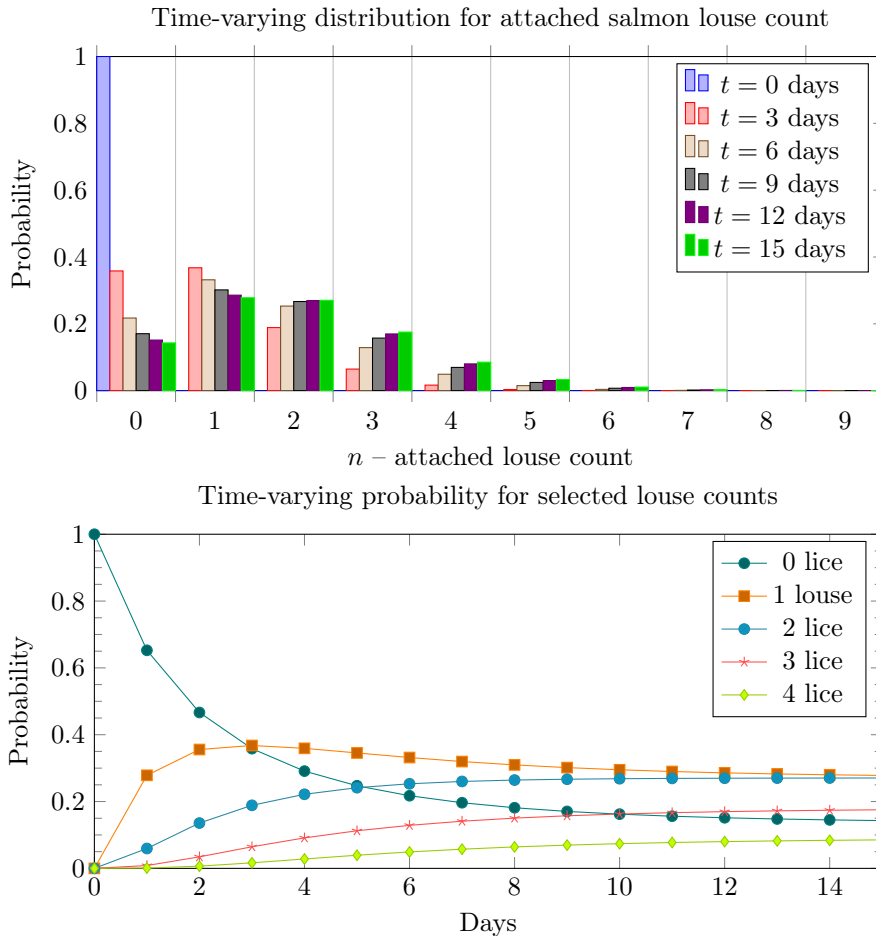 Time-varying distribution for attached salmon louse count
1
0.8
0.6
0.4
0.2
0
Probability
t = 0 days
t = 3 days
t = 6 days
t = 9 days
t = 12 days
t = 15 days
0 1 2 3 4 5 6 7 8 9
n – attached louse count
Time-varying probability for selected louse counts
1
0.8
0.6
0.4
0.2
0
Probability
0 lice
1 louse
2 lice
3 lice
4 lice
0 2 4 6 8 10 12 14
Days